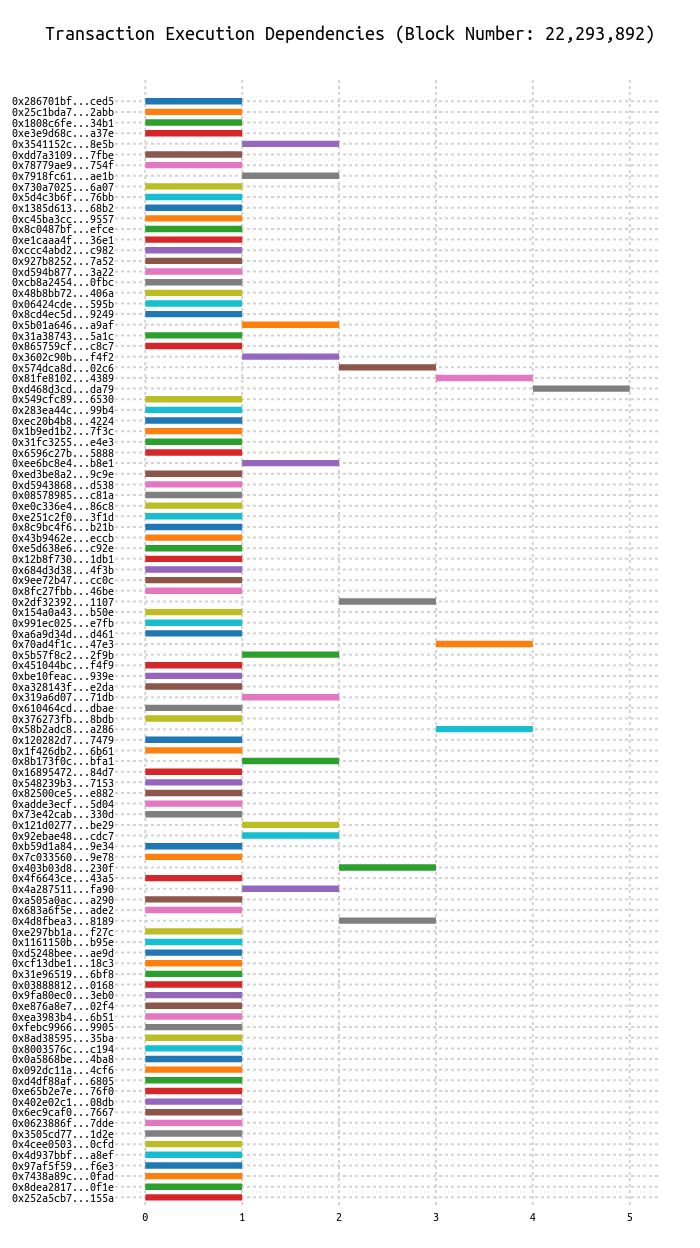 Transaction Execution Dependencies (Block Number: 22,293,892)
0x286701bf...ced5
0x25c1bda7...2abb
0x1808c6fe...34b1
0xe3e9d68c...a37e
0x3541152c...8e5b
0xdd7a3109...7fbe
0x78779ae9...754f
0x7918fc61...ae1b
0x730a7025...6a07
0x5d4c3b6f...76bb
0x1385d613...68b2
0xc45ba3cc...9557
0x8c0487bf...efce
0xe1caaa4f...36e1
0xccc4abd2...c982
0x927b8252...7a52
0xd594b877...3a22
0xcb8a2454...0fbc
0x48b8bb72...406a
0x06424cde...595b
0x8cd4ec5d...9249
0x5b01a646...a9af
0x31a38743...5a1c
0x865759cf...c8c7
0x3602c90b...f4f2
0x574dca8d...02c6
0x81fe8102...4389
0xd468d3cd...da79
0x549cfc89...6530
0x283ea44c...99b4
0xec20b4b8...4224
0x1b9ed1b2...7f3c
0x31fc3255...e4e3
0x6596c27b...5888
0xee6bc8e4...b8e1
0xed3be8a2...9c9e
0xd5943868...d538
0x08578985...c81a
0xe0c336e4...86c8
0xe251c2f0...3f1d
0x8c9bc4f6...b21b
0x43b9462e...eccb
0xe5d638e6...c92e
0x12b8f730...1db1
0x684d3d38...4f3b
0x9ee72b47...cc0c
0x8fc27fbb...46be
0x2df32392...1107
0x154a0a43...b50e
0x991ec025...e7fb
0xa6a9d34d...d461
0x70ad4f1c...47e3
0x5b57f8c2...2f9b
0x451044bc...f4f9
0xbe10feac...939e
0xa328143f...e2da
0x319a6d07...71db
0x610464cd...dbae
0x376273fb...8bdb
0x58b2adc8...a286
0x120282d7...7479
0x1f426db2...6b61
0x8b173f0c...bfa1
0x16895472...84d7
0x548239b3...7153
0x82500ce5...e882
0xadde3ecf...5d04
0x73e42cab...330d
0x121d0277...be29
0x92ebae48...cdc7
0xb59d1a84...9e34
0x7c033560...9e78
0x403b03d8...230f
0x4f6643ce...43a5
0x4a287511...fa90
0xa505a0ac...a290
0x683a6f5e...ade2
0x4d8fbea3...8189
0xe297bb1a...f27c
0x1161150b...b95e
0xd5248bee...ae9d
0xcf13dbe1...18c3
0x31e96519...6bf8
0x03888812...0168
0x9fa80ec0...3eb0
0xe876a8e7...02f4
0xea3983b4...6b51
0xfebc9966...9905
0x8ad38595...35ba
0x8003576c...c194
0x0a5868be...4ba8
0x092dc11a...4cf6
0xd4df88af...6805
0xe65b2e7e...76f0
0x402e02c1...08db
0x6ec9caf0...7667
0x0623886f...7dde
0x3505cd77...1d2e
0x4cee0503...0cfd
0x4d937bbf...a8ef
0x97af5f59...f6e3
0x7438a89c...0fad
0x8dea2817...0f1e
0x252a5cb7...155a
0 1 2 3 4 5